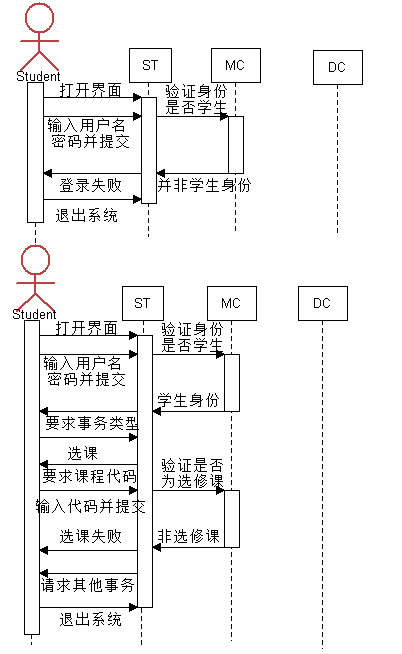 Student
ST
MC
DC
打开界面
验证身份
是否学生
输入用户名
密码并提交
登录失败
并非学生身份
退出系统
Student
ST
MC
DC
打开界面
验证身份
是否学生
输入用户名
密码并提交
学生身份
要求事务类型
选课
要求课程代码
验证是否
为选修课
输入代码并提交
选课失败
非选修课
请求其他事务
退出系统